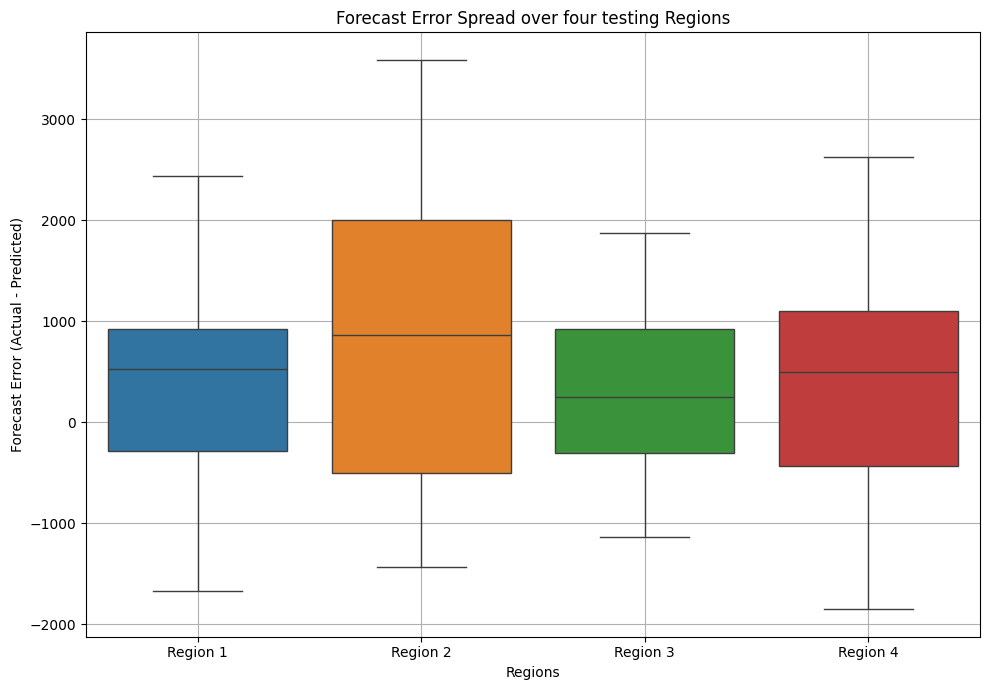 Forecast Error Spread over four testing Regions
Forecast Error (Actual - Predicted)
3000
2000
1000
0
−1000
−2000
Region 1
Region 2
Region 3
Region 4
Regions